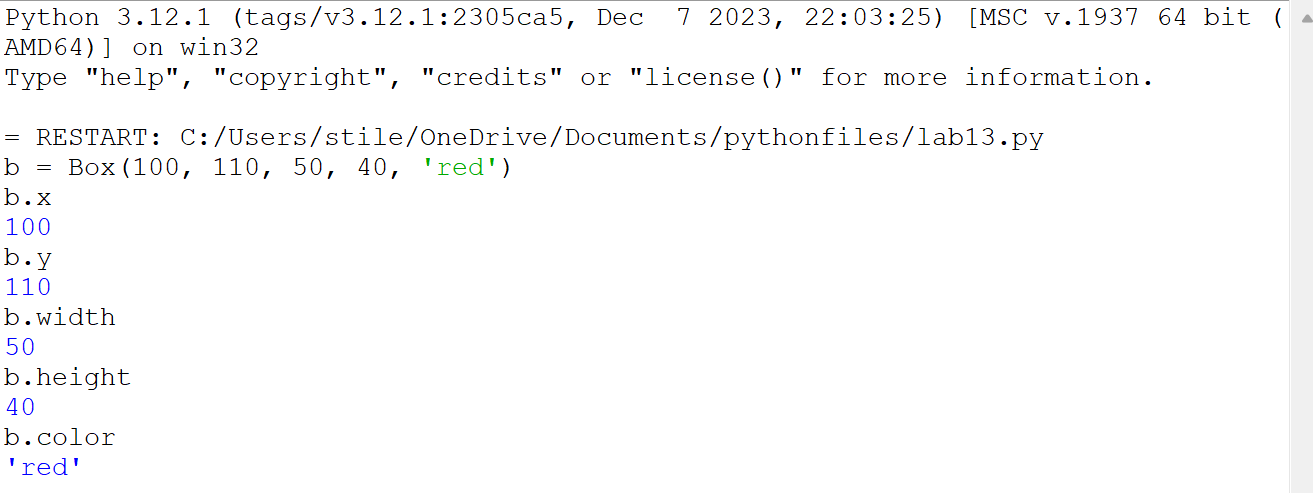 Python 3.12.1 (tags/v3.12.1:2305ca5, Dec  7 2023, 22:03:25) [MSC v.1937 64 bit (
AMD64)] on win32
Type "help", "copyright", "credits" or "license()" for more information.
= RESTART: C:/Users/stile/OneDrive/Documents/pythonfiles/lab13.py
b = Box(100, 110, 50, 40, 'red')
b.x
100
b.y
110
b.width
50
b.height
40
b.color
'red'